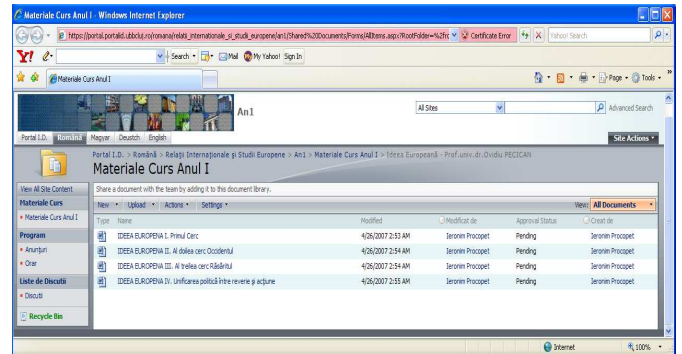 Materiale Curs Anul I - Windows Internet Explorer
https://portal.portalid.ubbcluj.ro/romana/relatii_internationale_si_studii_europene/an1/Shared%20Documents/Forms/AllItems.aspx?RootFolder=%2fro Certificate Error Yahoo! Search
Y! Search Mail My Yahoo! Sign In
Materiale Curs Anul I Page Tools
An1 All Sites Advanced Search
Portal I.D. Română Magyar Deustch English Site Actions
Portal I.D. > Română > Relaţii Internaţionale şi Studii Europene > An1 > Materiale Curs Anul I > Ideea Europeană - Prof.univ.dr.Ovidiu PECICAN
Materiale Curs Anul I
View All Site Content
Share a document with the team by adding it to this document library.
Materiale Curs
New Upload Actions Settings View: All Documents
Materiale Curs Anul I
Type Name Modified Modificat de Approval Status Creat de
Program
IDEEA EUROPENA I. Primul Cerc 4/26/2007 2:53 AM Ieronim Procopet Pending Ieronim Procopet
Anunţuri
IDEEA EUROPENA II. Al doilea cerc Occidentul 4/26/2007 2:54 AM Ieronim Procopet Pending Ieronim Procopet
Orar
IDEEA EUROPENA III. Al treilea cerc Răsăritul 4/26/2007 2:54 AM Ieronim Procopet Pending Ieronim Procopet
Liste de Discutii
IDEEA EUROPENA IV. Unificarea politică între reverie şi acţiune 4/26/2007 2:55 AM Ieronim Procopet Pending Ieronim Procopet
Discutii
Recycle Bin
Internet 100%